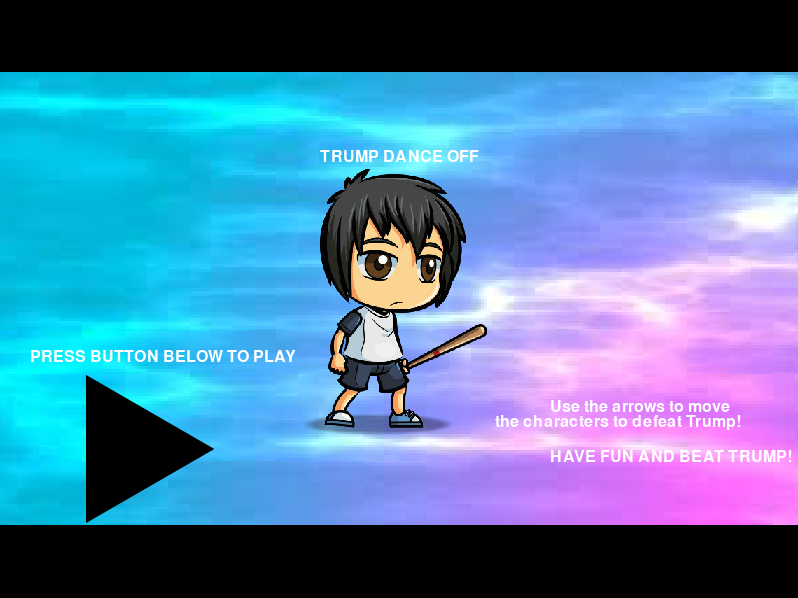 TRUMP DANCE OFF
PRESS BUTTON BELOW TO PLAY
Use the arrows to move
the characters to defeat Trump!
HAVE FUN AND BEAT TRUMP!